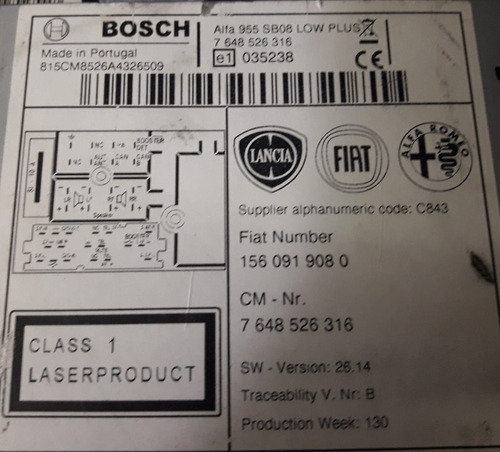 BOSCH
Alfa 955 SB08 LOW PLUS
Made in Portugal
7 648 526 316
815CM8526A4326509
e1 035238
CE
BOOSTER
LANCIA
FIAT
ALFA ROMEO
Speaker
Supplier alphanumeric code: C843
Fiat Number
156 091 908 0
CM - Nr.
7 648 526 316
CLASS 1
LASERPRODUCT
SW - Version: 26.14
Traceability V. Nr: B
Production Week: 130